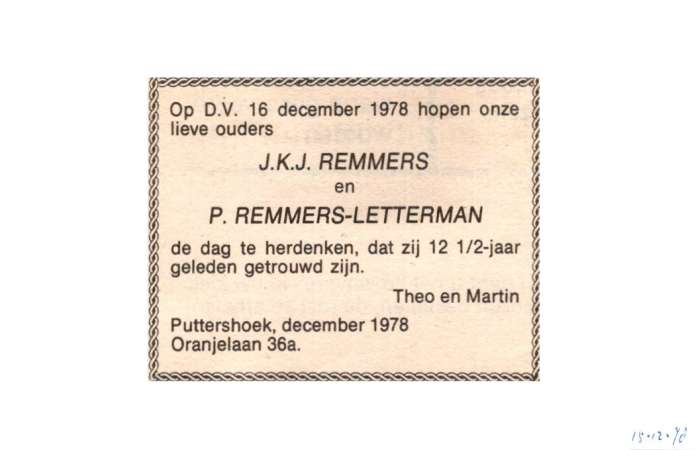 Op D.V. 16 december 1978 hopen onze
lieve ouders
J.K.J. REMMERS
en
P. REMMERS-LETTERMAN
de dag te herdenken, dat zij 12 1/2-jaar
geleden getrouwd zijn.
Theo en Martin
Puttershoek, december 1978
Oranjelaan 36a.
15-12-78